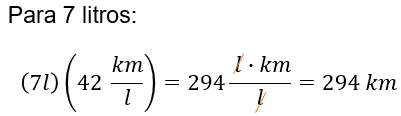 Para 7 litros:
(7l) (42 km/l) = 294 l · km/l = 294 km